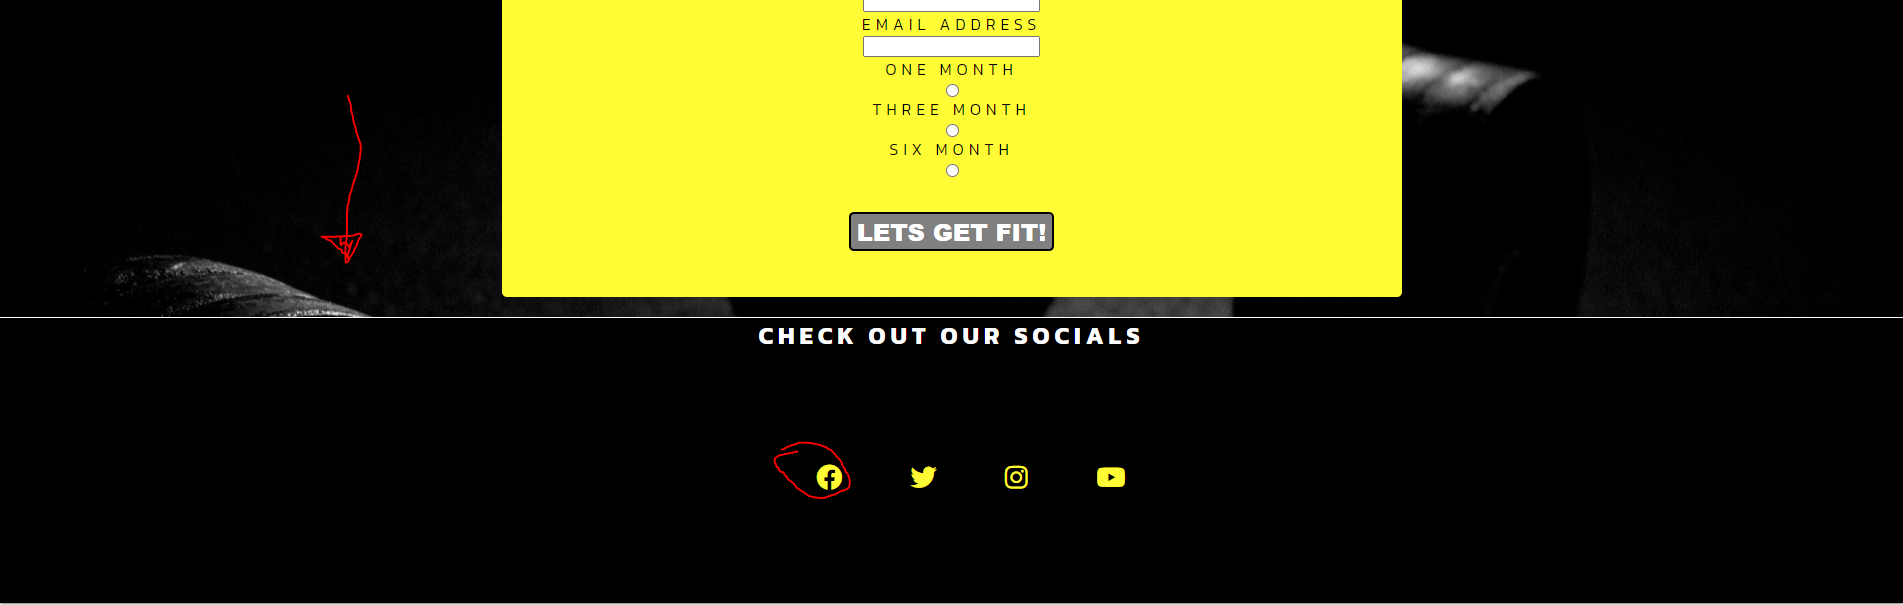 EMAIL ADDRESS
ONE MONTH
THREE MONTH
SIX MONTH
LETS GET FIT!
CHECK OUT OUR SOCIALS